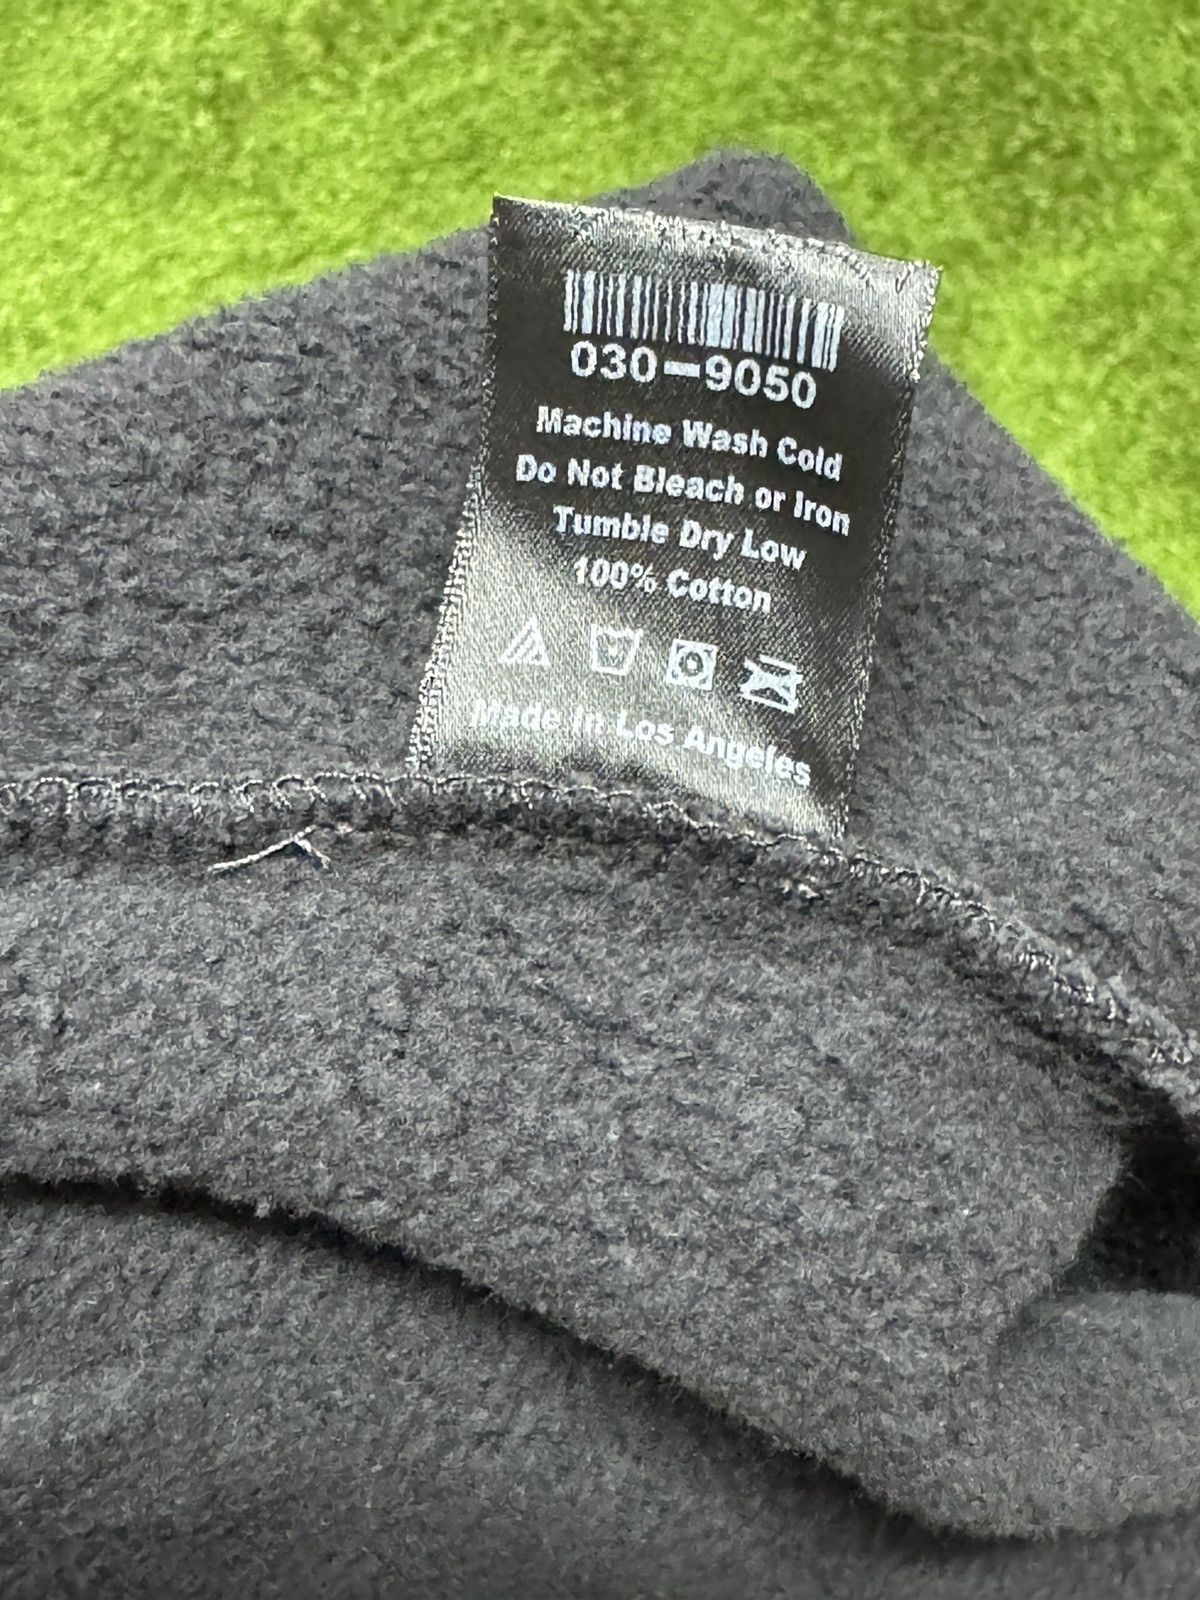 030-9050
Machine Wash Cold
Do Not Bleach or Iron
Tumble Dry Low
100% Cotton
Made in Los Angeles